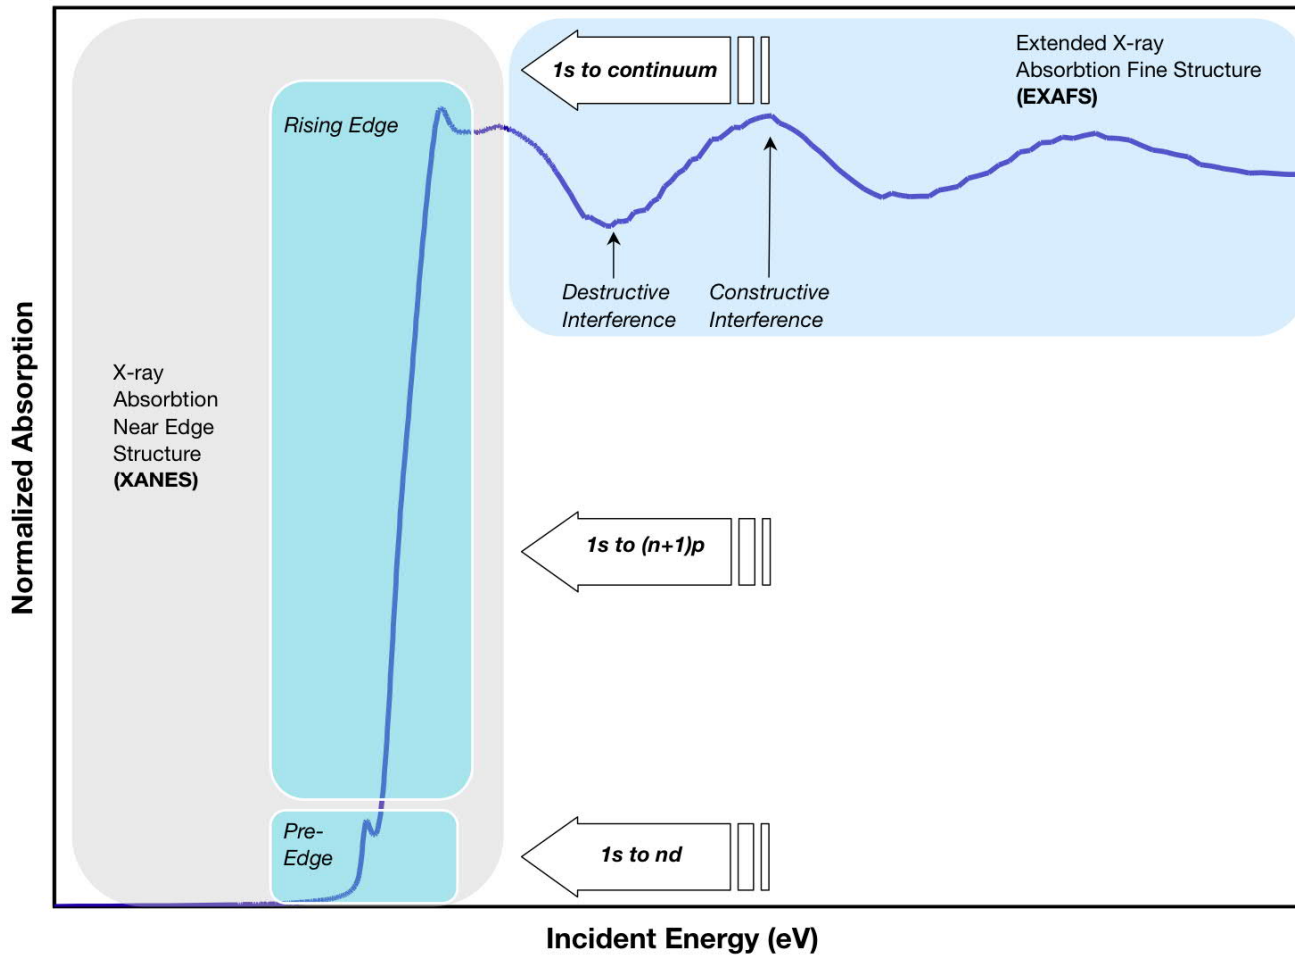 1s to continuum
Extended X-ray
Absorbtion Fine Structure
(EXAFS)
Rising Edge
Destructive
Interference
Constructive
Interference
X-ray
Absorbtion
Near Edge
Structure
(XANES)
1s to (n+1)p
Pre-
Edge
1s to nd
Normalized Absorption
Incident Energy (eV)